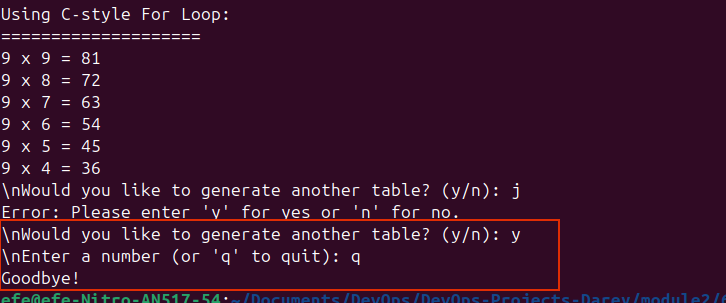 Using C-style For Loop:
====================
9 x 9 = 81
9 x 8 = 72
9 x 7 = 63
9 x 6 = 54
9 x 5 = 45
9 x 4 = 36
\nWould you like to generate another table? (y/n): j
Error: Please enter 'y' for yes or 'n' for no.
\nWould you like to generate another table? (y/n): y
\nEnter a number (or 'q' to quit): q
Goodbye!
efe@efe-Nitro-AN517-54:~/Documents/DevOps/DevOps-Projects-Darey/module2/